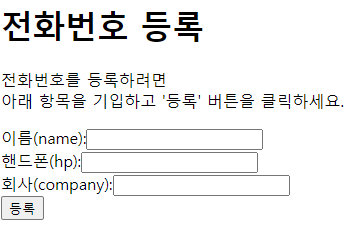 전화번호 등록
전화번호를 등록하려면
아래 항목을 기입하고 '등록' 버튼을 클릭하세요.
이름(name):
핸드폰(hp):
회사(company):
등록